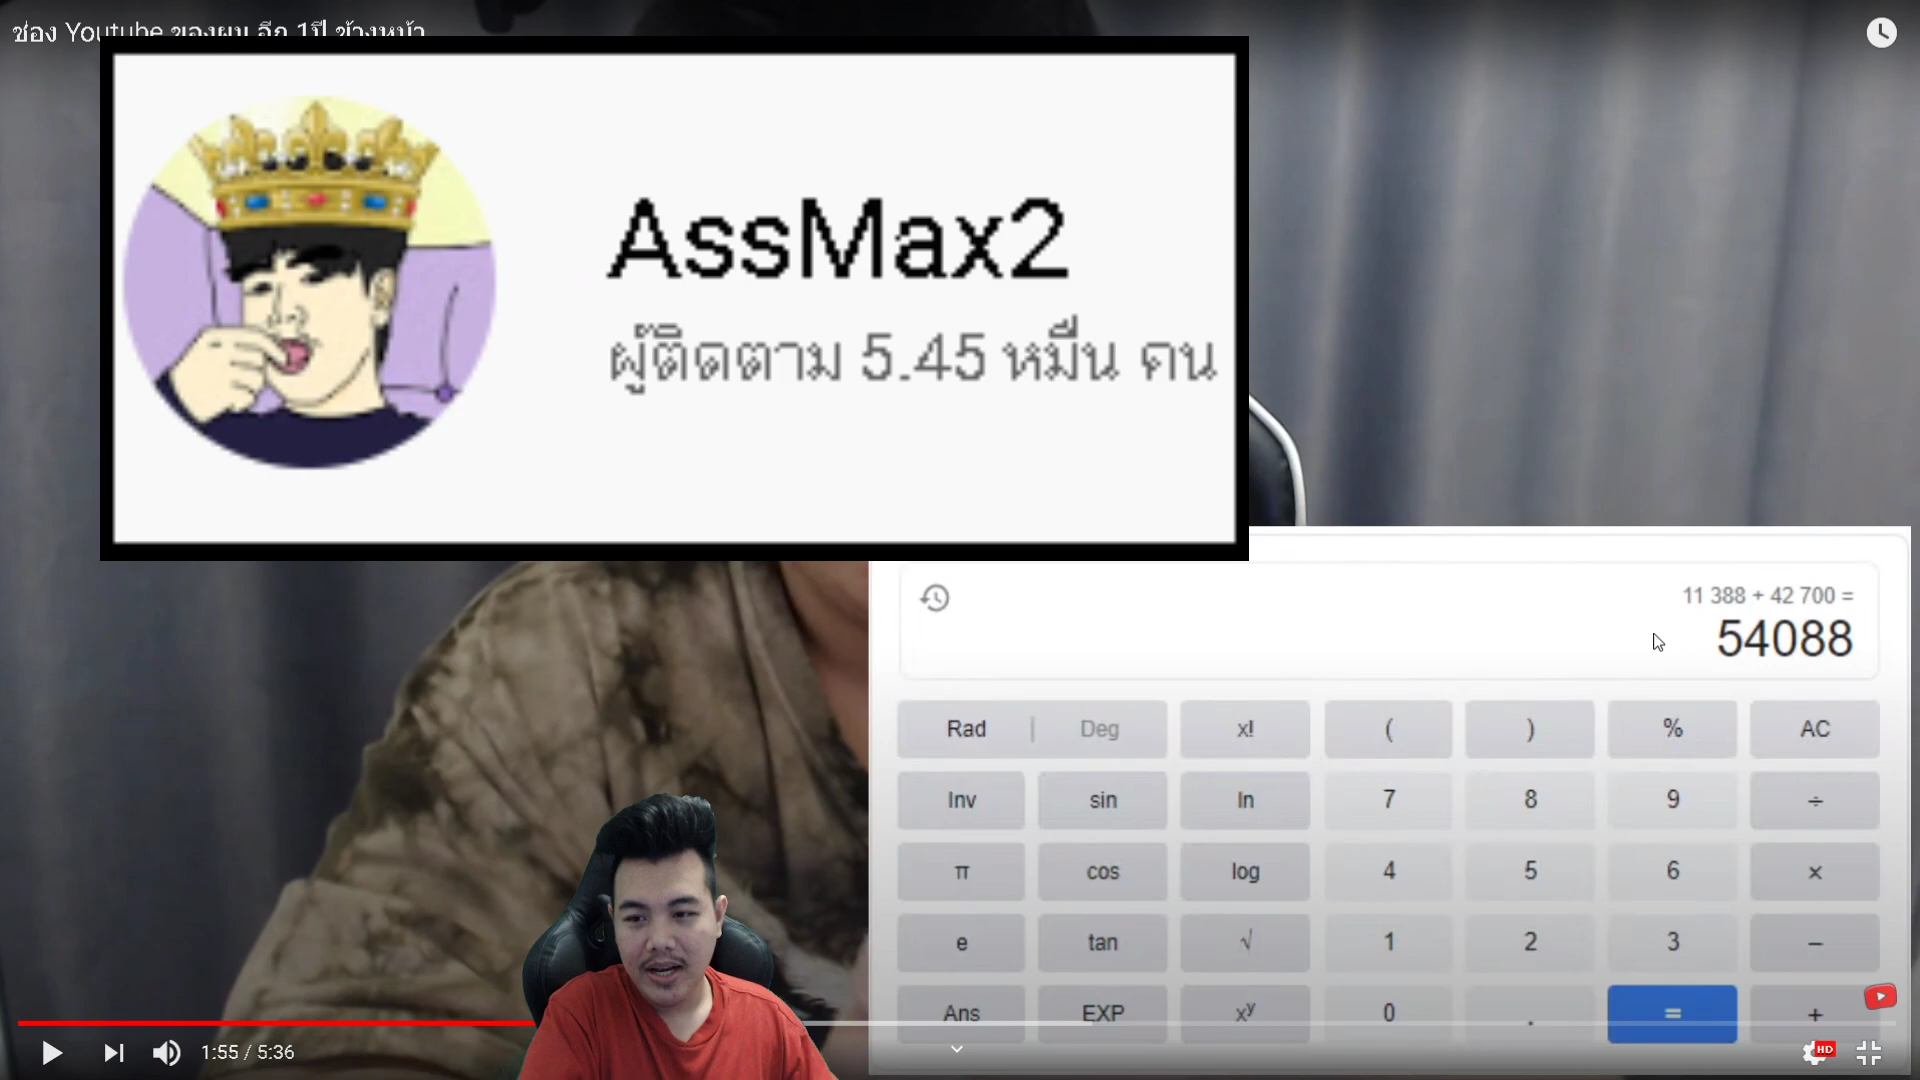 ช่อง Youtube ของผม อีก 1ปี ข้างหน้า
AssMax2
ผู้ติดตาม 5.45 หมื่น คน
11 388 + 42 700 =
54088
Rad | Deg x! ( ) % AC
Inv sin ln 7 8 9 ÷
π cos log 4 5 6 ×
e tan √ 1 2 3 −
Ans EXP xʸ 0 . = +
1:55 / 5:36
HD